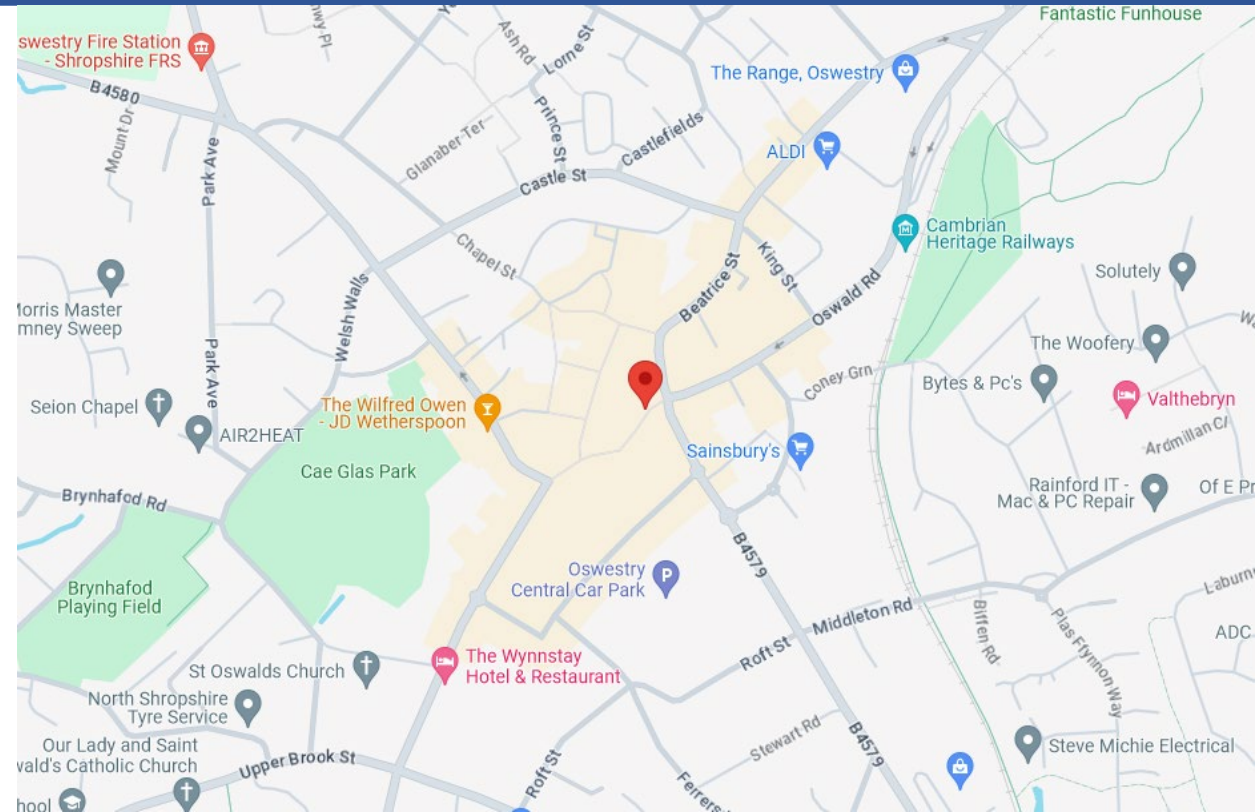 Fantastic Funhouse
swestry Fire Station
- Shropshire FRS
nwy Pl
Ash Rd
Lorne St
The Range, Oswestry
B4580
Mount Dr
Park Ave
Glanaber Ter
Prince St
Castlefields
ALDI
Castle St
Cambrian
Heritage Railways
Chapel St
King St
Solutely
Morris Master
mney Sweep
Welsh Walls
Beatrice St
Oswald Rd
The Woofery
Park Ave
Coney Grn
Bytes & Pc's
Valthebryn
Seion Chapel
The Wilfred Owen
- JD Wetherspoon
AIR2HEAT
Ardmillan Cl
Sainsbury's
Cae Glas Park
Rainford IT -
Mac & PC Repair
Of E Pr
Brynhafod Rd
B4579
Oswestry
Central Car Park
P
Brynhafod
Playing Field
Middleton Rd
Biffen Rd
Laburn
Plas Ffynnon Way
ADC
Roft St
St Oswalds Church
The Wynnstay
Hotel & Restaurant
North Shropshire
Tyre Service
Stewart Rd
B4579
Our Lady and Saint
wald's Catholic Church
Upper Brook St
Steve Michie Electrical
Roft St
Ferrers
hool